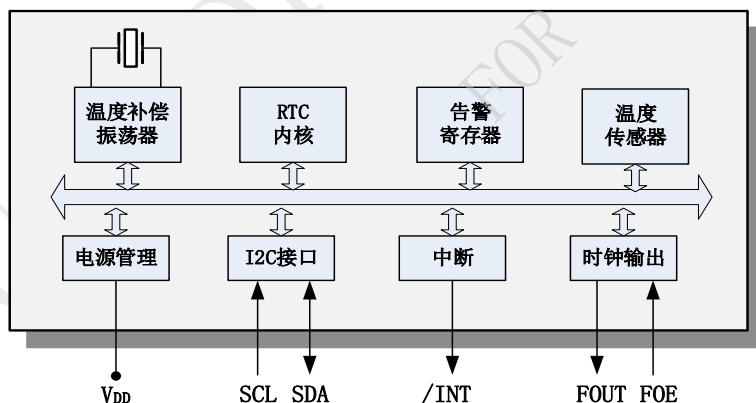 温度补偿
振荡器
RTC
内核
告警
寄存器
温度
传感器
电源管理
I2C接口
中断
时钟输出
VDD
SCL SDA
/INT
FOUT FOE
FOR